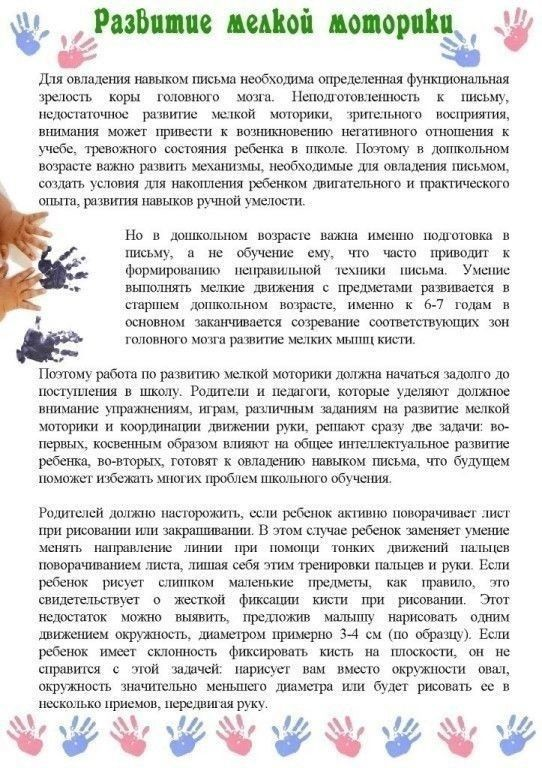 Развитие мелкой моторики
Для овладения навыком письма необходима определенная функциональная
зрелость коры головного мозга. Неподготовленность к письму,
недостаточное развитие мелкой моторики, зрительного восприятия,
внимания может привести к возникновению негативного отношения к
учебе, тревожного состояния ребенка в школе. Поэтому в дошкольном
возрасте важно развить механизмы, необходимые для овладения письмом,
создать условия для накопления ребенком двигательного и практического
опыта, развития навыков ручной умелости.
Но в дошкольном возрасте важна именно подготовка к
письму, а не обучение ему, что часто приводит к
формированию неправильной техники письма. Умение
выполнять мелкие движения с предметами развивается в
старшем дошкольном возрасте, именно к 6-7 годам в
основном заканчивается созревание соответствующих зон
головного мозга развитие мелких мышц кисти.
Поэтому работа по развитию мелкой моторики должна начаться задолго до
поступления в школу. Родители и педагоги, которые уделяют должное
внимание упражнениям, играм, различным заданиям на развитие мелкой
моторики и координации движении руки, решают сразу две задачи: во-
первых, косвенным образом влияют на общее интеллектуальное развитие
ребенка, во-вторых, готовят к овладению навыком письма, что будущем
поможет избежать многих проблем школьного обучения.
Родителей должно насторожить, если ребенок активно поворачивает лист
при рисовании или закрашивании. В этом случае ребенок заменяет умение
менять направление линии при помощи тонких движений пальцев
поворачиванием листа, лишая себя этим тренировки пальцев и руки. Если
ребенок рисует слишком маленькие предметы, как правило, это
свидетельствует о жесткой фиксации кисти при рисовании. Этот
недостаток можно выявить, предложив малышу нарисовать одним
движением окружность, диаметром примерно 3-4 см (по образцу). Если
ребенок имеет склонность фиксировать кисть на плоскости, он не
справится с этой задачей: нарисует вам вместо окружности овал,
окружность значительно меньшего диаметра или будет рисовать ее в
несколько приемов, передвигая руку.